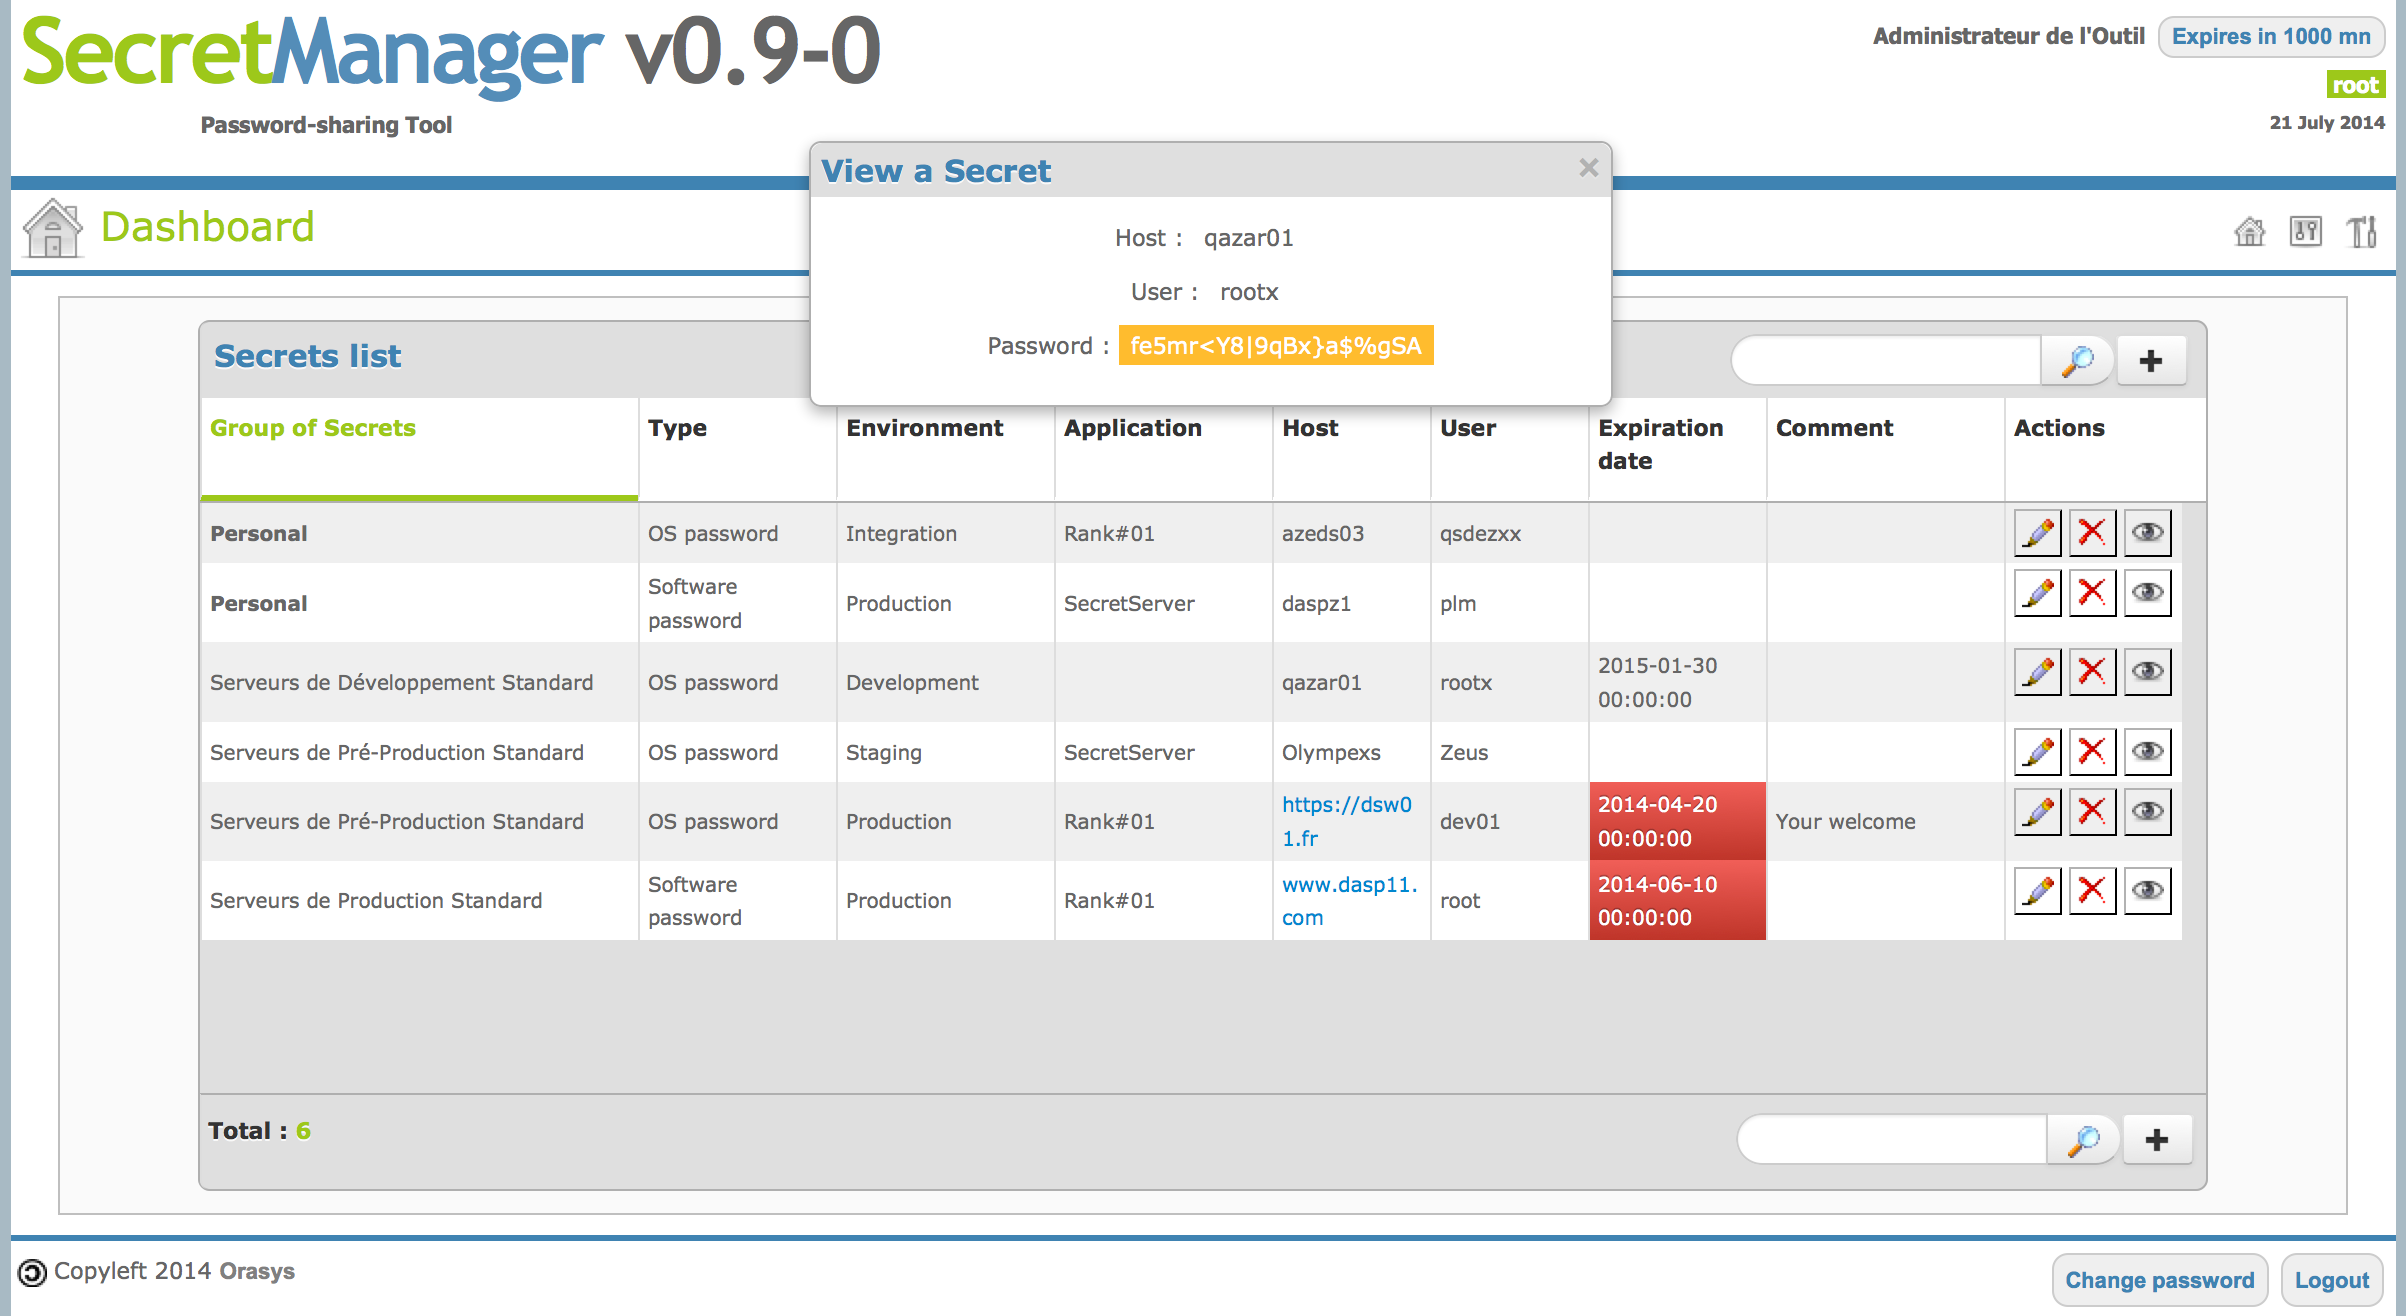 SecretManager v0.9-0
Password-sharing Tool
Administrateur de l'Outil Expires in 1000 mn
root
21 July 2014
Dashboard
View a Secret ×
Host : qazar01
User : rootx
Password : fe5mr<Y8|9qBx}a$%gSA
Secrets list
+
Group of Secrets Type Environment Application Host User Expiration date Comment Actions
Personal OS password Integration Rank#01 azeds03 qsdezxx
Personal Software password Production SecretServer daspz1 plm
Serveurs de Développement Standard OS password Development qazar01 rootx 2015-01-30 00:00:00
Serveurs de Pré-Production Standard OS password Staging SecretServer Olympexs Zeus
Serveurs de Pré-Production Standard OS password Production Rank#01 https://dsw01.fr dev01 2014-04-20 00:00:00 Your welcome
Serveurs de Production Standard Software password Production Rank#01 www.dasp11.com root 2014-06-10 00:00:00
Total : 6
+
Copyleft 2014 Orasys
Change password Logout